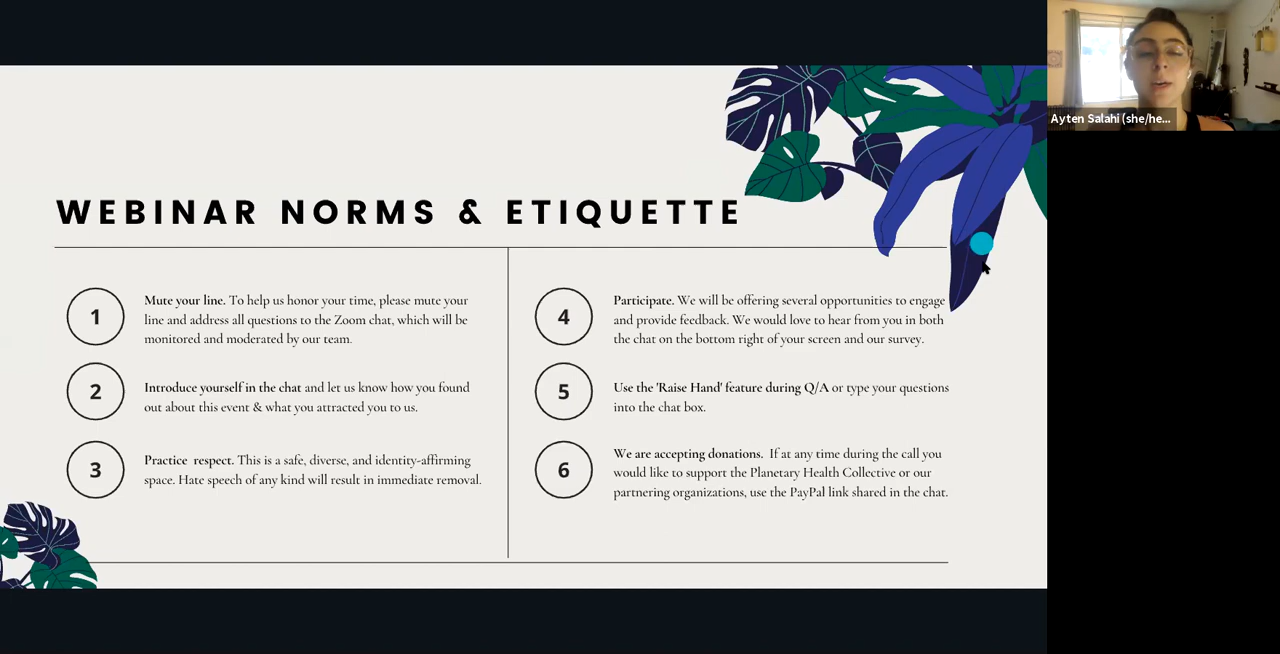 WEBINAR NORMS & ETIQUETTE
1
Mute your line. To help us honor your time, please mute your
line and address all questions to the Zoom chat, which will be
monitored and moderated by our team.
2
Introduce yourself in the chat and let us know how you found
out about this event & what you attracted you to us.
3
Practice respect. This is a safe, diverse, and identity-affirming
space. Hate speech of any kind will result in immediate removal.
4
Participate. We will be offering several opportunities to engage
and provide feedback. We would love to hear from you in both
the chat on the bottom right of your screen and our survey.
5
Use the 'Raise Hand' feature during Q/A or type your questions
into the chat box.
6
We are accepting donations. If at any time during the call you
would like to support the Planetary Health Collective or our
partnering organizations, use the PayPal link shared in the chat.
Ayten Salahi (she/he...